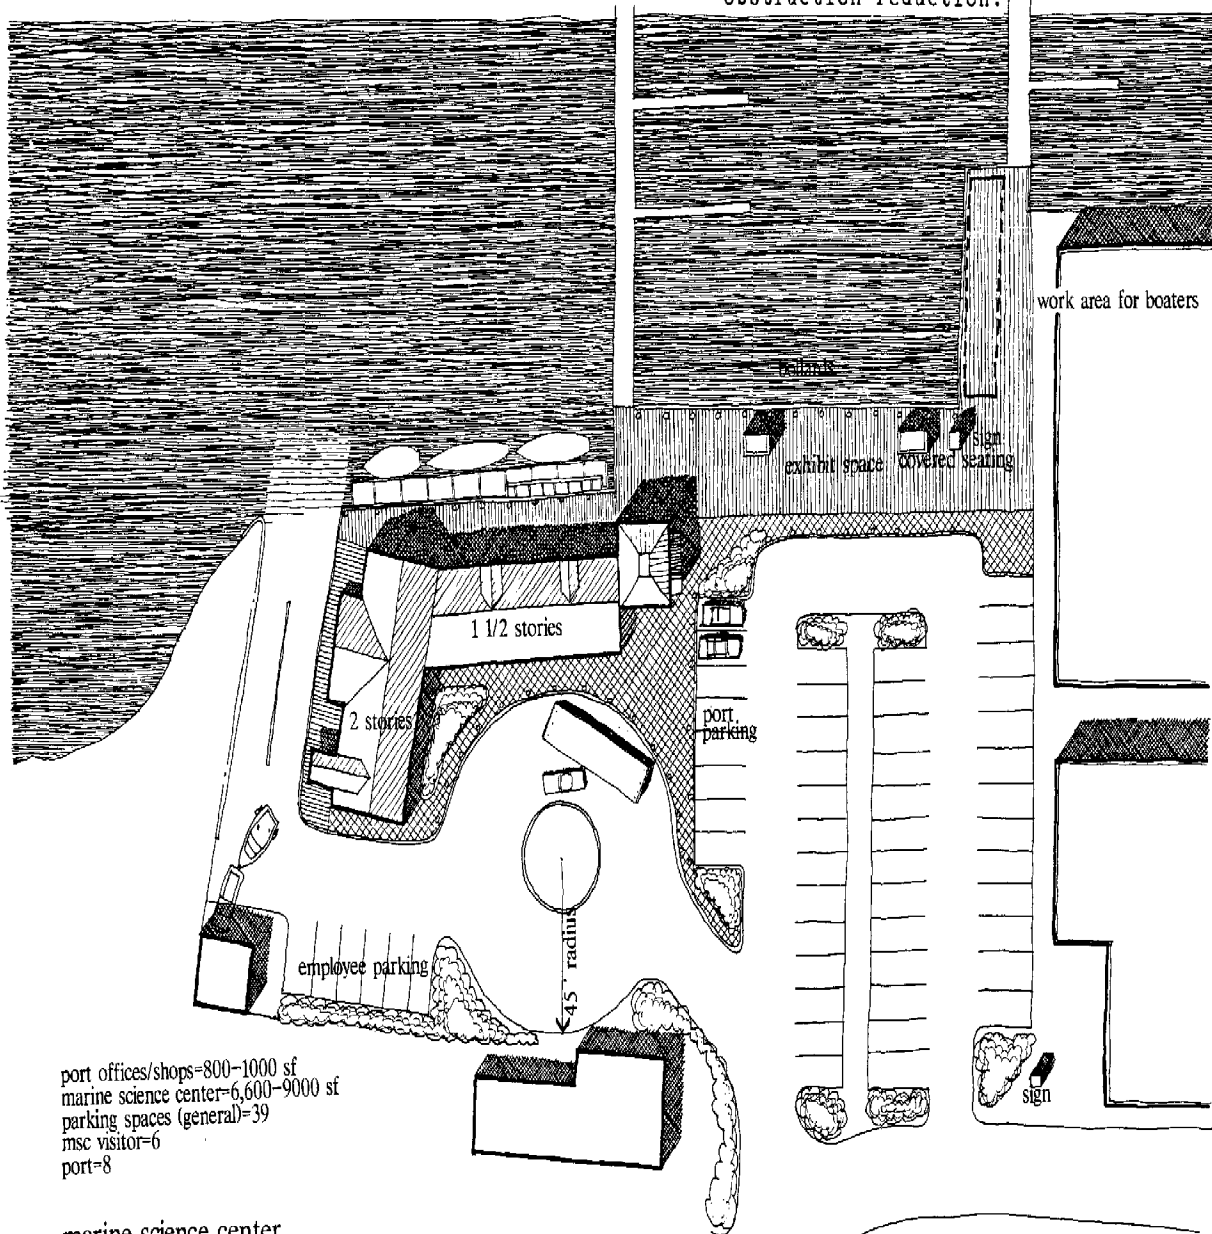 obstruction reduction.
work area for boaters
bollards
sign
exhibit space
covered seating
1 1/2 stories
2 stories
port
parking
45' radius
employee parking
sign
port offices/shops=800-1000 sf
marine science center=6,600-9000 sf
parking spaces (general)=39
msc visitor=6
port=8
marine science center